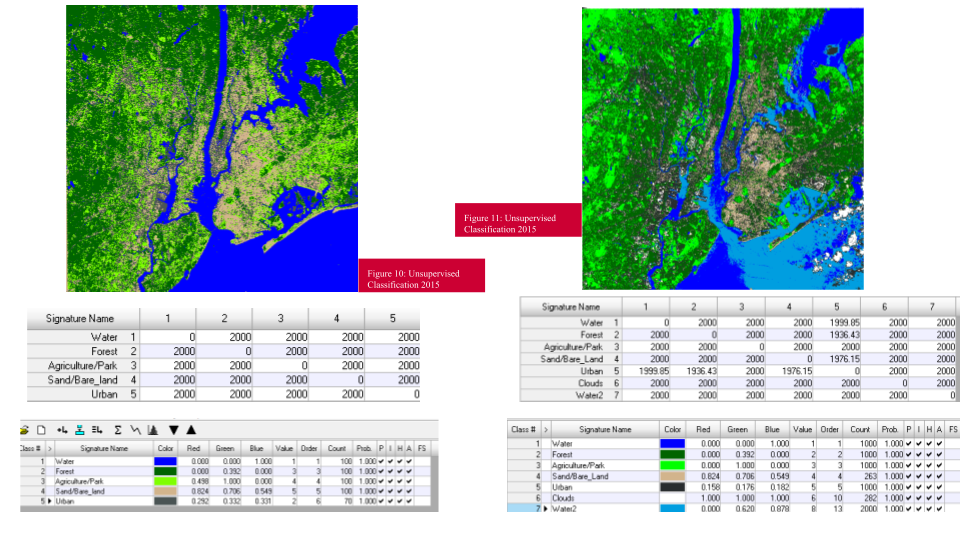 Figure 11: Unsupervised
Classification 2015
Figure 10: Unsupervised
Classification 2015
Signature Name 1 2 3 4 5
Water 1 0 2000 2000 2000 2000
Forest 2 2000 0 2000 2000 2000
Agriculture/Park 3 2000 2000 0 2000 2000
Sand/Bare_land 4 2000 2000 2000 0 2000
Urban 5 2000 2000 2000 2000 0
Signature Name 1 2 3 4 5 6 7
Water 1 0 2000 2000 2000 1999.85 2000 2000
Forest 2 2000 0 2000 2000 1936.43 2000 2000
Agriculture/Park 3 2000 2000 0 2000 2000 2000 2000
Sand/Bare_Land 4 2000 2000 2000 0 1976.15 2000 2000
Urban 5 1999.85 1936.43 2000 1976.15 0 2000 2000
Clouds 6 2000 2000 2000 2000 2000 0 2000
Water2 7 2000 2000 2000 2000 2000 2000
Class # > Signature Name Color Red Green Blue Value Order Count Prob. P I H A FS
1 Water 0.000 0.000 1.000 1 1 100 1.000
2 Forest 0.000 0.392 0.000 3 3 100 1.000
3 Agriculture/Park 0.498 1.000 0.000 4 4 100 1.000
4 Sand/Bare_land 0.824 0.706 0.549 5 5 100 1.000
5 Urban 0.292 0.332 0.331 2 6 70 1.000
Class # > Signature Name Color Red Green Blue Value Order Count Prob. P I H A FS
1 Water 0.000 0.000 1.000 1 1 1000 1.000
2 Forest 0.000 0.392 0.000 2 2 1000 1.000
3 Agriculture/Park 0.000 1.000 0.000 3 3 1000 1.000
4 Sand/Bare_Land 0.824 0.706 0.549 4 4 263 1.000
5 Urban 0.158 0.176 0.182 5 5 1000 1.000
6 Clouds 1.000 1.000 1.000 6 10 282 1.000
7 Water2 0.000 0.620 0.878 8 13 2000 1.000